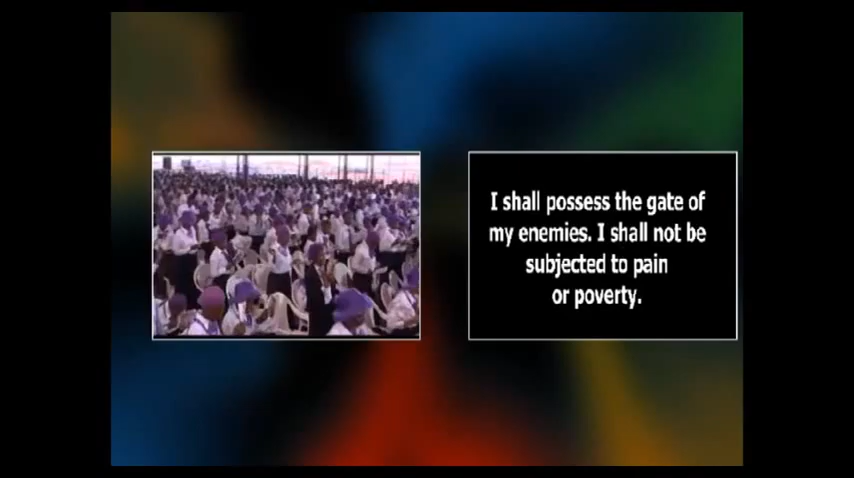 I shall possess the gate of
my enemies. I shall not be
subjected to pain
or poverty.